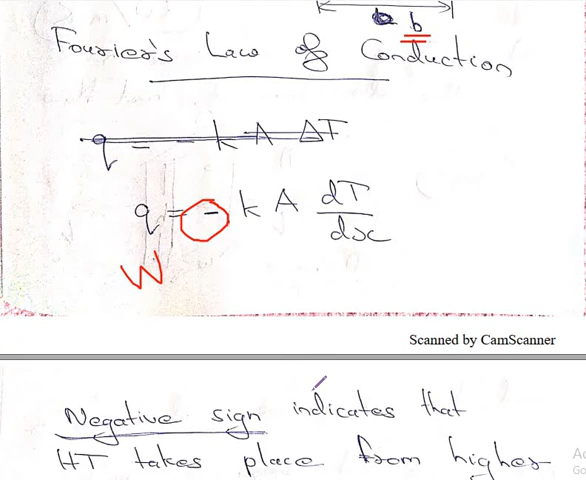 b
Fourier's Law of Conduction
q = - k A ΔT
q = - k A dT/dx
W
Scanned by CamScanner
Negative sign indicates that
HT takes place from higher